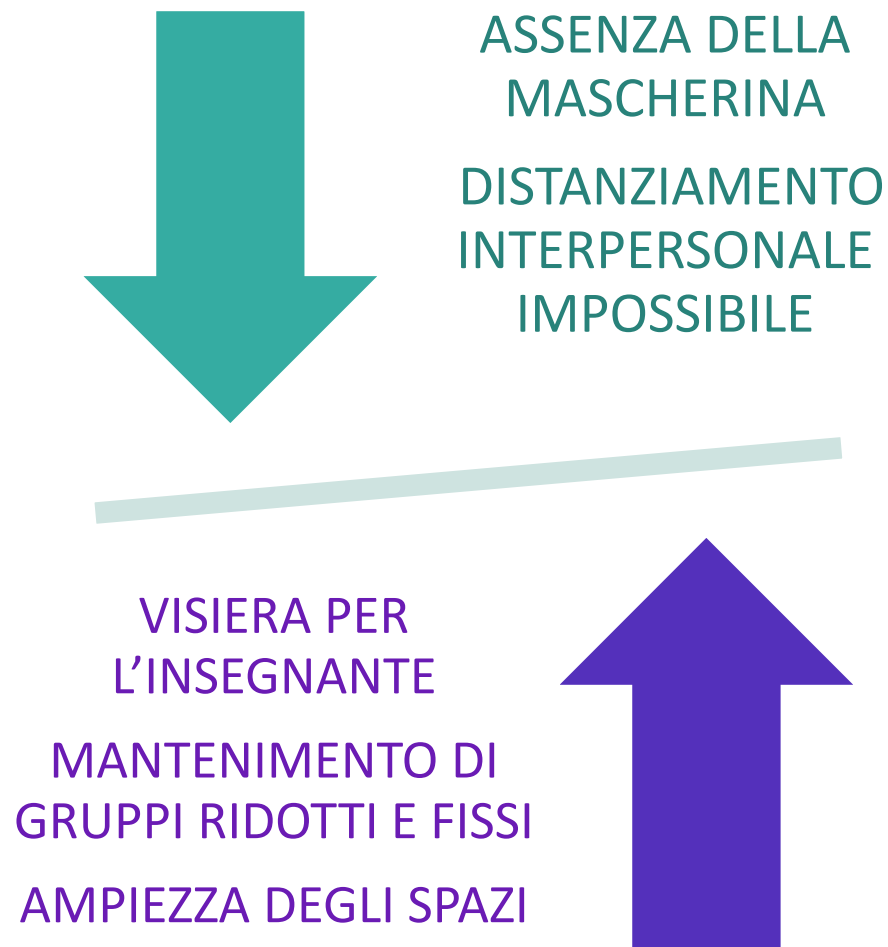 ASSENZA DELLA
MASCHERINA
DISTANZIAMENTO
INTERPERSONALE
IMPOSSIBILE
VISIERA PER
L’INSEGNANTE
MANTENIMENTO DI
GRUPPI RIDOTTI E FISSI
AMPIEZZA DEGLI SPAZI